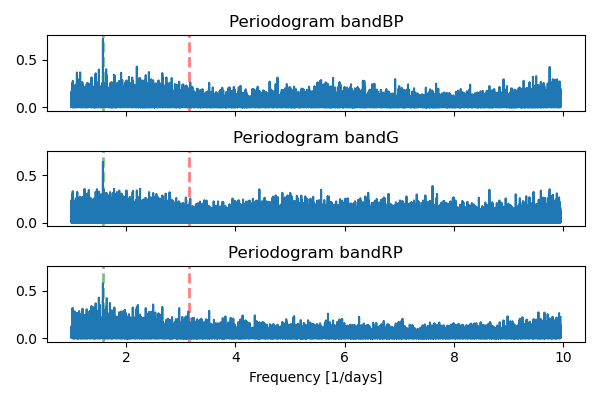 Periodogram bandBP
0.5
0.0
Periodogram bandG
0.5
0.0
Periodogram bandRP
0.5
0.0
2 4 6 8 10
Frequency [1/days]